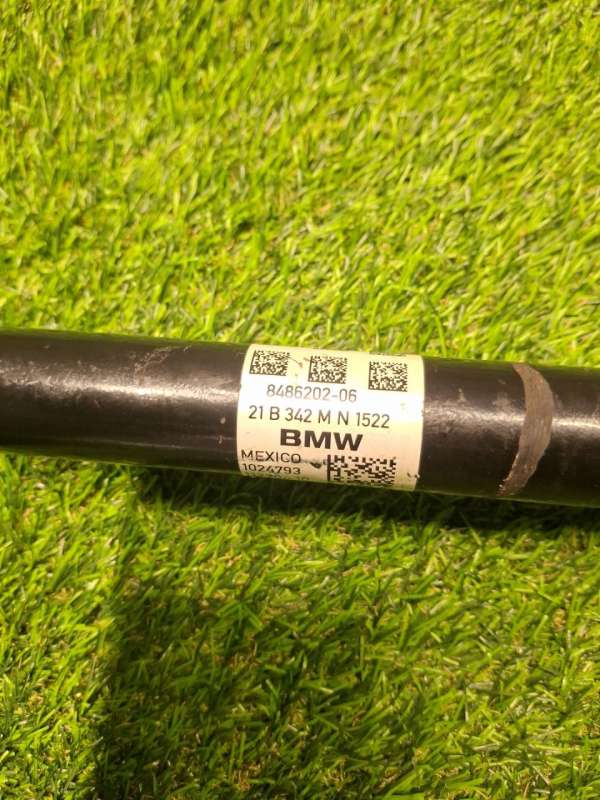 8486202-06
21 B 342 M N 1522
BMW
MEXICO
1024793